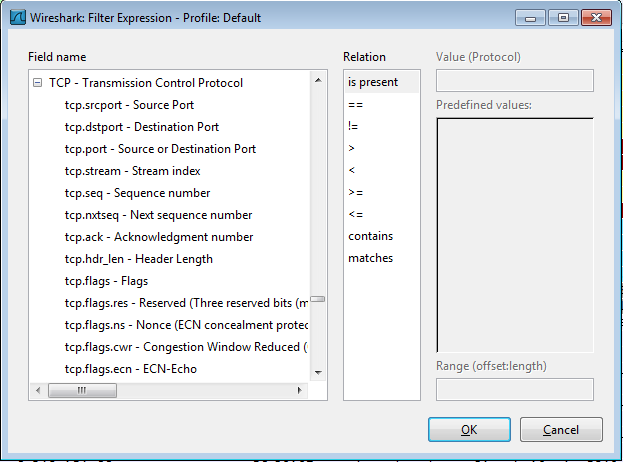 Wireshark: Filter Expression - Profile: Default
Field name
TCP - Transmission Control Protocol
tcp.srcport - Source Port
tcp.dstport - Destination Port
tcp.port - Source or Destination Port
tcp.stream - Stream index
tcp.seq - Sequence number
tcp.nxtseq - Next sequence number
tcp.ack - Acknowledgment number
tcp.hdr_len - Header Length
tcp.flags - Flags
tcp.flags.res - Reserved (Three reserved bits (m
tcp.flags.ns - Nonce (ECN concealment protec
tcp.flags.cwr - Congestion Window Reduced (
tcp.flags.ecn - ECN-Echo
Relation
is present
==
!=
>
<
>=
<=
contains
matches
Value (Protocol)
Predefined values:
Range (offset:length)
OK
Cancel